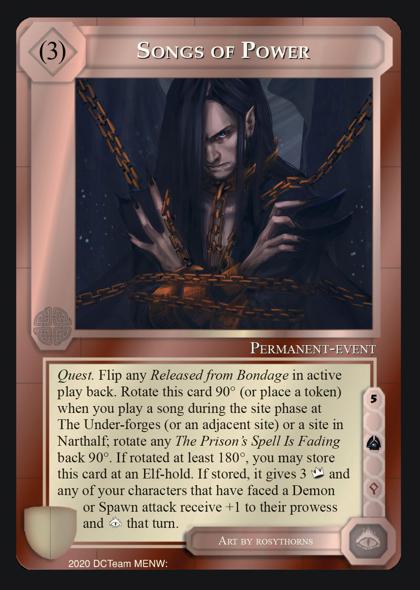 (3)
Songs of Power
Permanent-event
Quest. Flip any Released from Bondage in active
play back. Rotate this card 90° (or place a token)
when you play a song during the site phase at
The Under-forges (or an adjacent site) or a site in
Narthalf; rotate any The Prison's Spell Is Fading
back 90°. If rotated at least 180°, you may store
this card at an Elf-hold. If stored, it gives 3 and
any of your characters that have faced a Demon
or Spawn attack receive +1 to their prowess
and that turn.
5
Art by rosythorns
2020 DCTeam MENW: